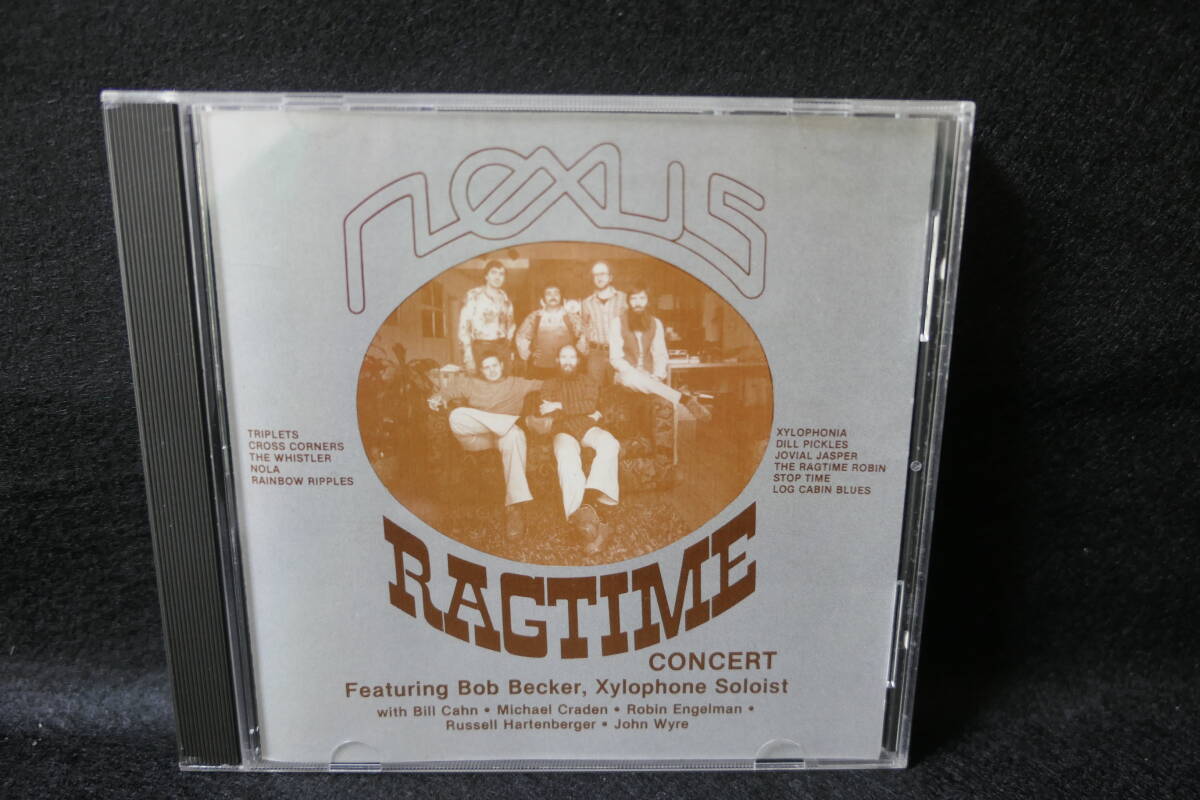 nexus
TRIPLETS
CROSS CORNERS
THE WHISTLER
NOLA
RAINBOW RIPPLES
XYLOPHONIA
DILL PICKLES
JOVIAL JASPER
THE RAGTIME ROBIN
STOP TIME
LOG CABIN BLUES
RAGTIME
CONCERT
Featuring Bob Becker, Xylophone Soloist
with Bill Cahn • Michael Craden • Robin Engelman •
Russell Hartenberger • John Wyre